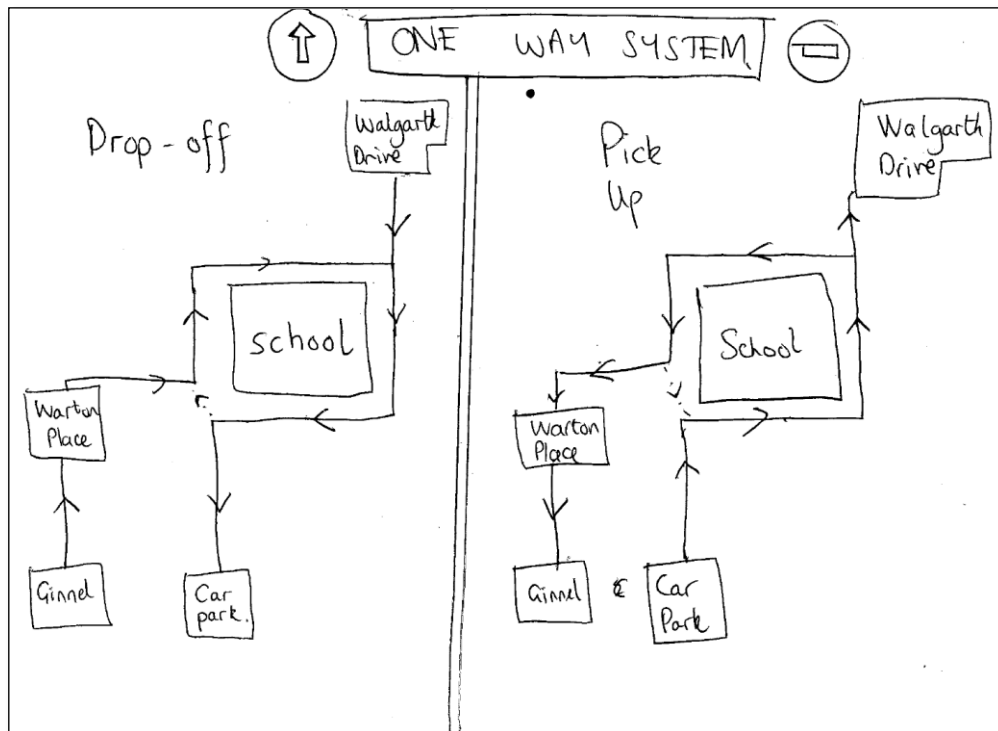 ONE WAY SYSTEM
Drop-off
Walgarth
Drive
school
Warton
Place
Ginnel
Car
park.
Pick
Up
Walgarth
Drive
School
Warton
Place
Ginnel
Car
Park